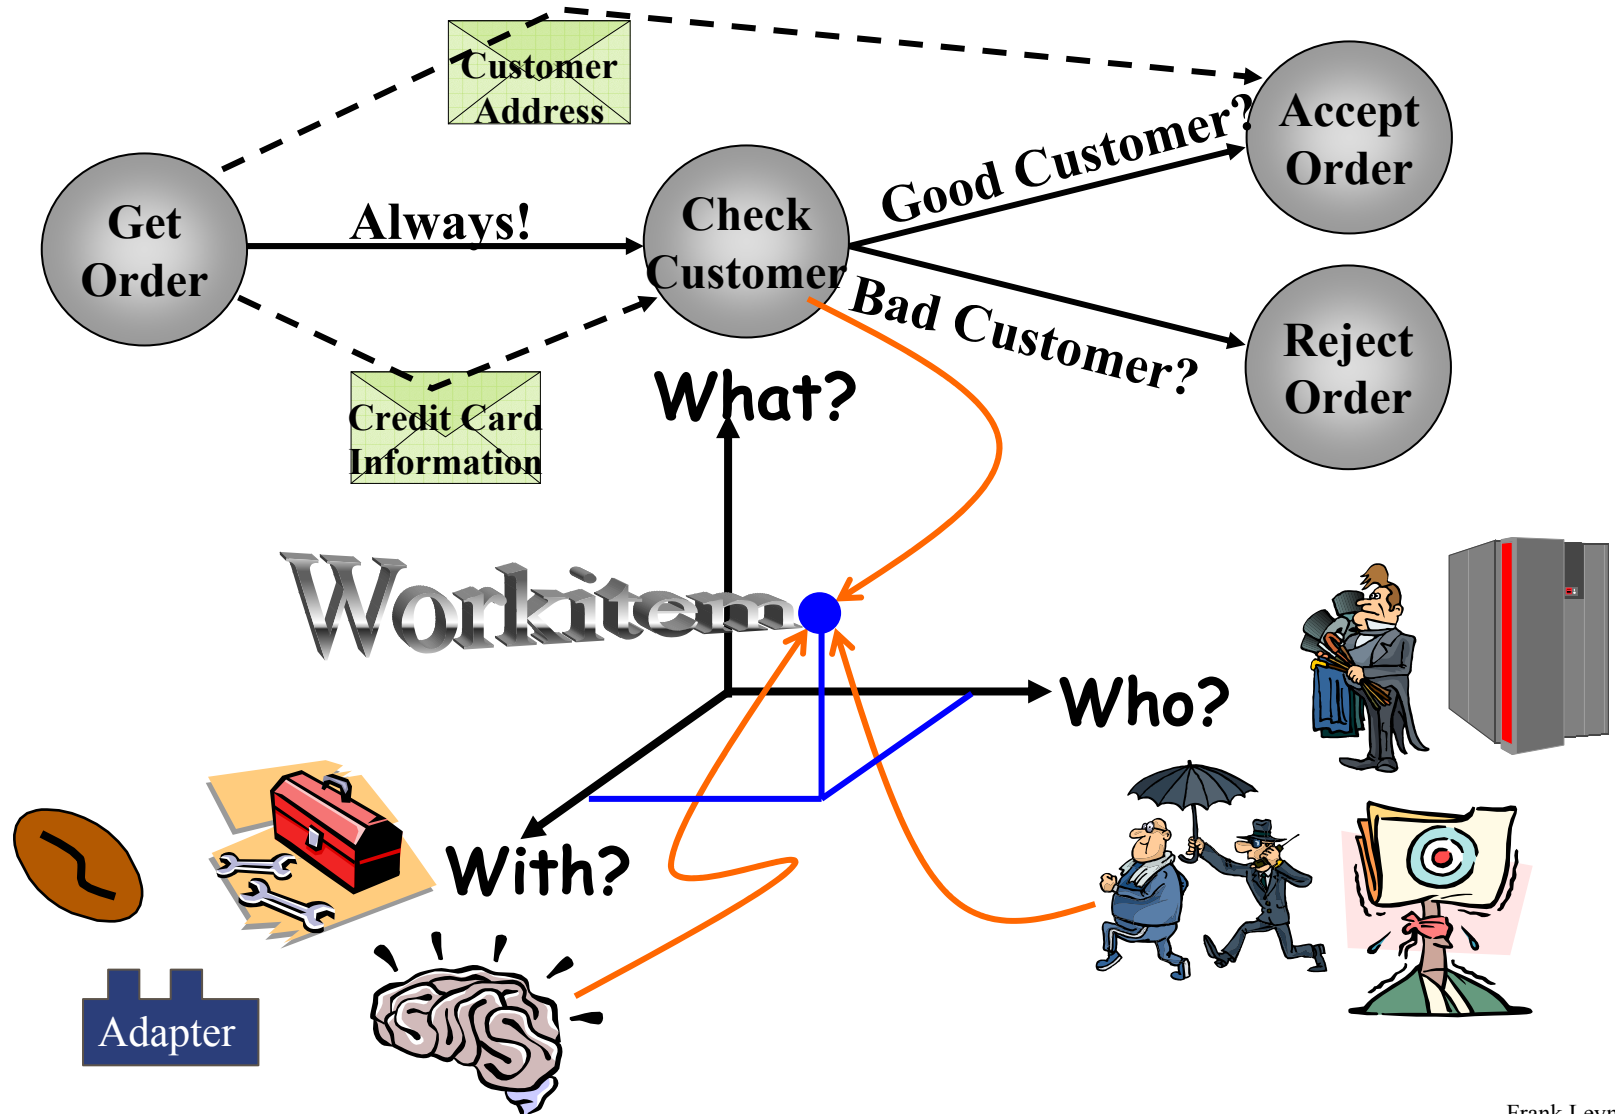 Customer
Address
Get
Order
Always!
Check
Customer
Good Customer?
Accept
Order
Bad Customer?
Reject
Order
Credit Card
Information
What?
Workitem
Who?
With?
Adapter
Frank